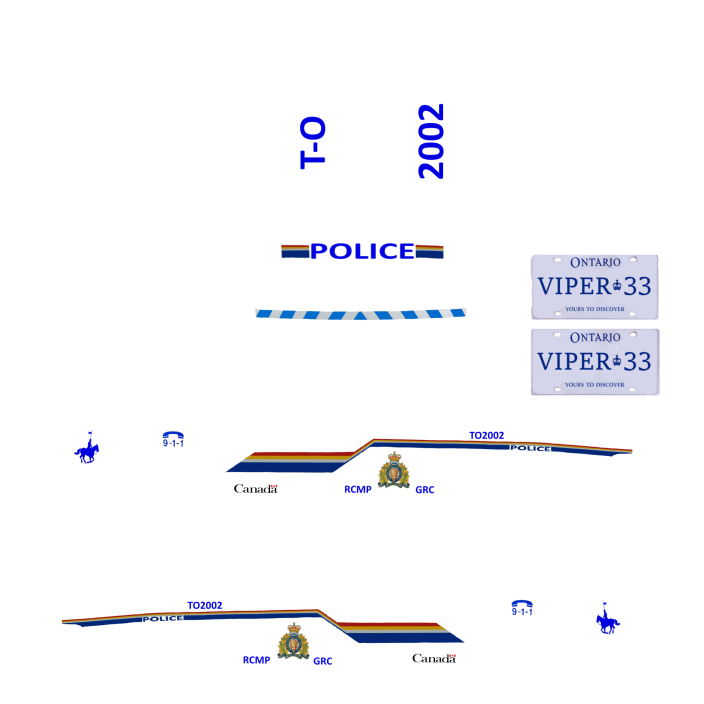 T-O
2002
POLICE
ONTARIO
VIPER 33
YOURS TO DISCOVER
ONTARIO
VIPER 33
YOURS TO DISCOVER
9-1-1
TO2002
POLICE
Canada
RCMP GRC
TO2002
POLICE
9-1-1
RCMP GRC
Canada